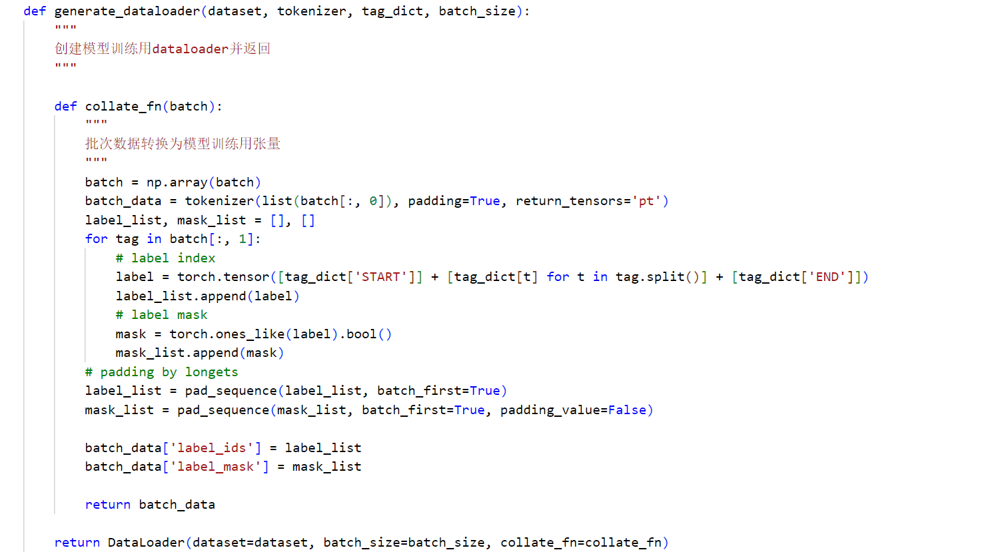 def generate_dataloader(dataset, tokenizer, tag_dict, batch_size):
    """
    创建模型训练用dataloader并返回
    """

    def collate_fn(batch):
        """
        批次数据转换为模型训练用张量
        """
        batch = np.array(batch)
        batch_data = tokenizer(list(batch[:, 0]), padding=True, return_tensors='pt')
        label_list, mask_list = [], []
        for tag in batch[:, 1]:
            # label index
            label = torch.tensor([tag_dict['START']] + [tag_dict[t] for t in tag.split()] + [tag_dict['END']])
            label_list.append(label)
            # label mask
            mask = torch.ones_like(label).bool()
            mask_list.append(mask)
        # padding by longets
        label_list = pad_sequence(label_list, batch_first=True)
        mask_list = pad_sequence(mask_list, batch_first=True, padding_value=False)

        batch_data['label_ids'] = label_list
        batch_data['label_mask'] = mask_list

        return batch_data

    return DataLoader(dataset=dataset, batch_size=batch_size, collate_fn=collate_fn)